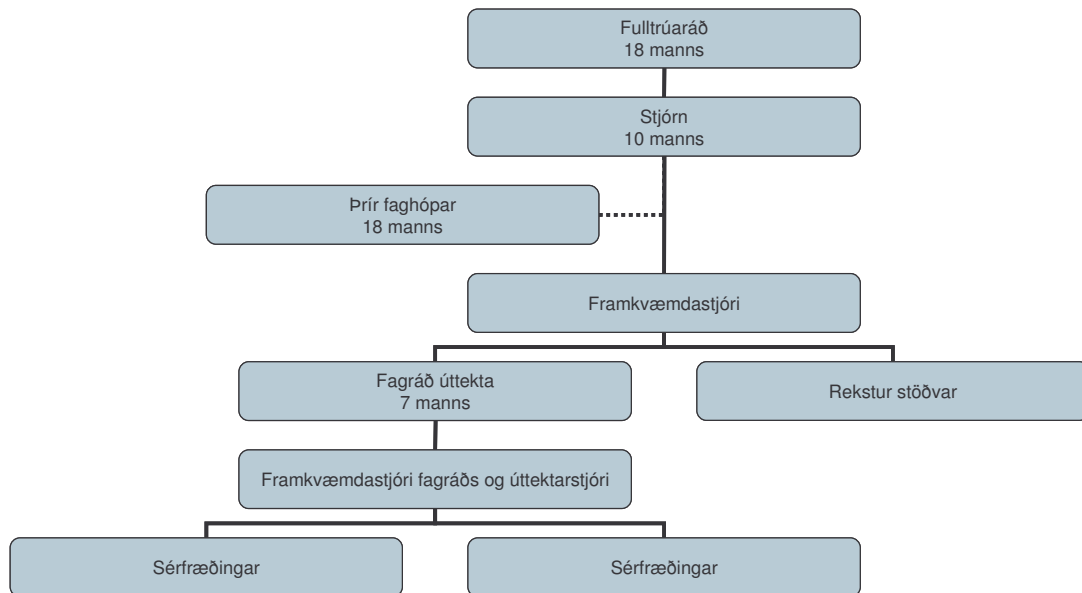 Fulltrúaráð
18 manns
Stjórn
10 manns
Þrír faghópar
18 manns
Framkvæmdastjóri
Fagráð úttekta
7 manns
Rekstur stöðvar
Framkvæmdastjóri fagráðs og úttektarstjóri
Sérfræðingar
Sérfræðingar